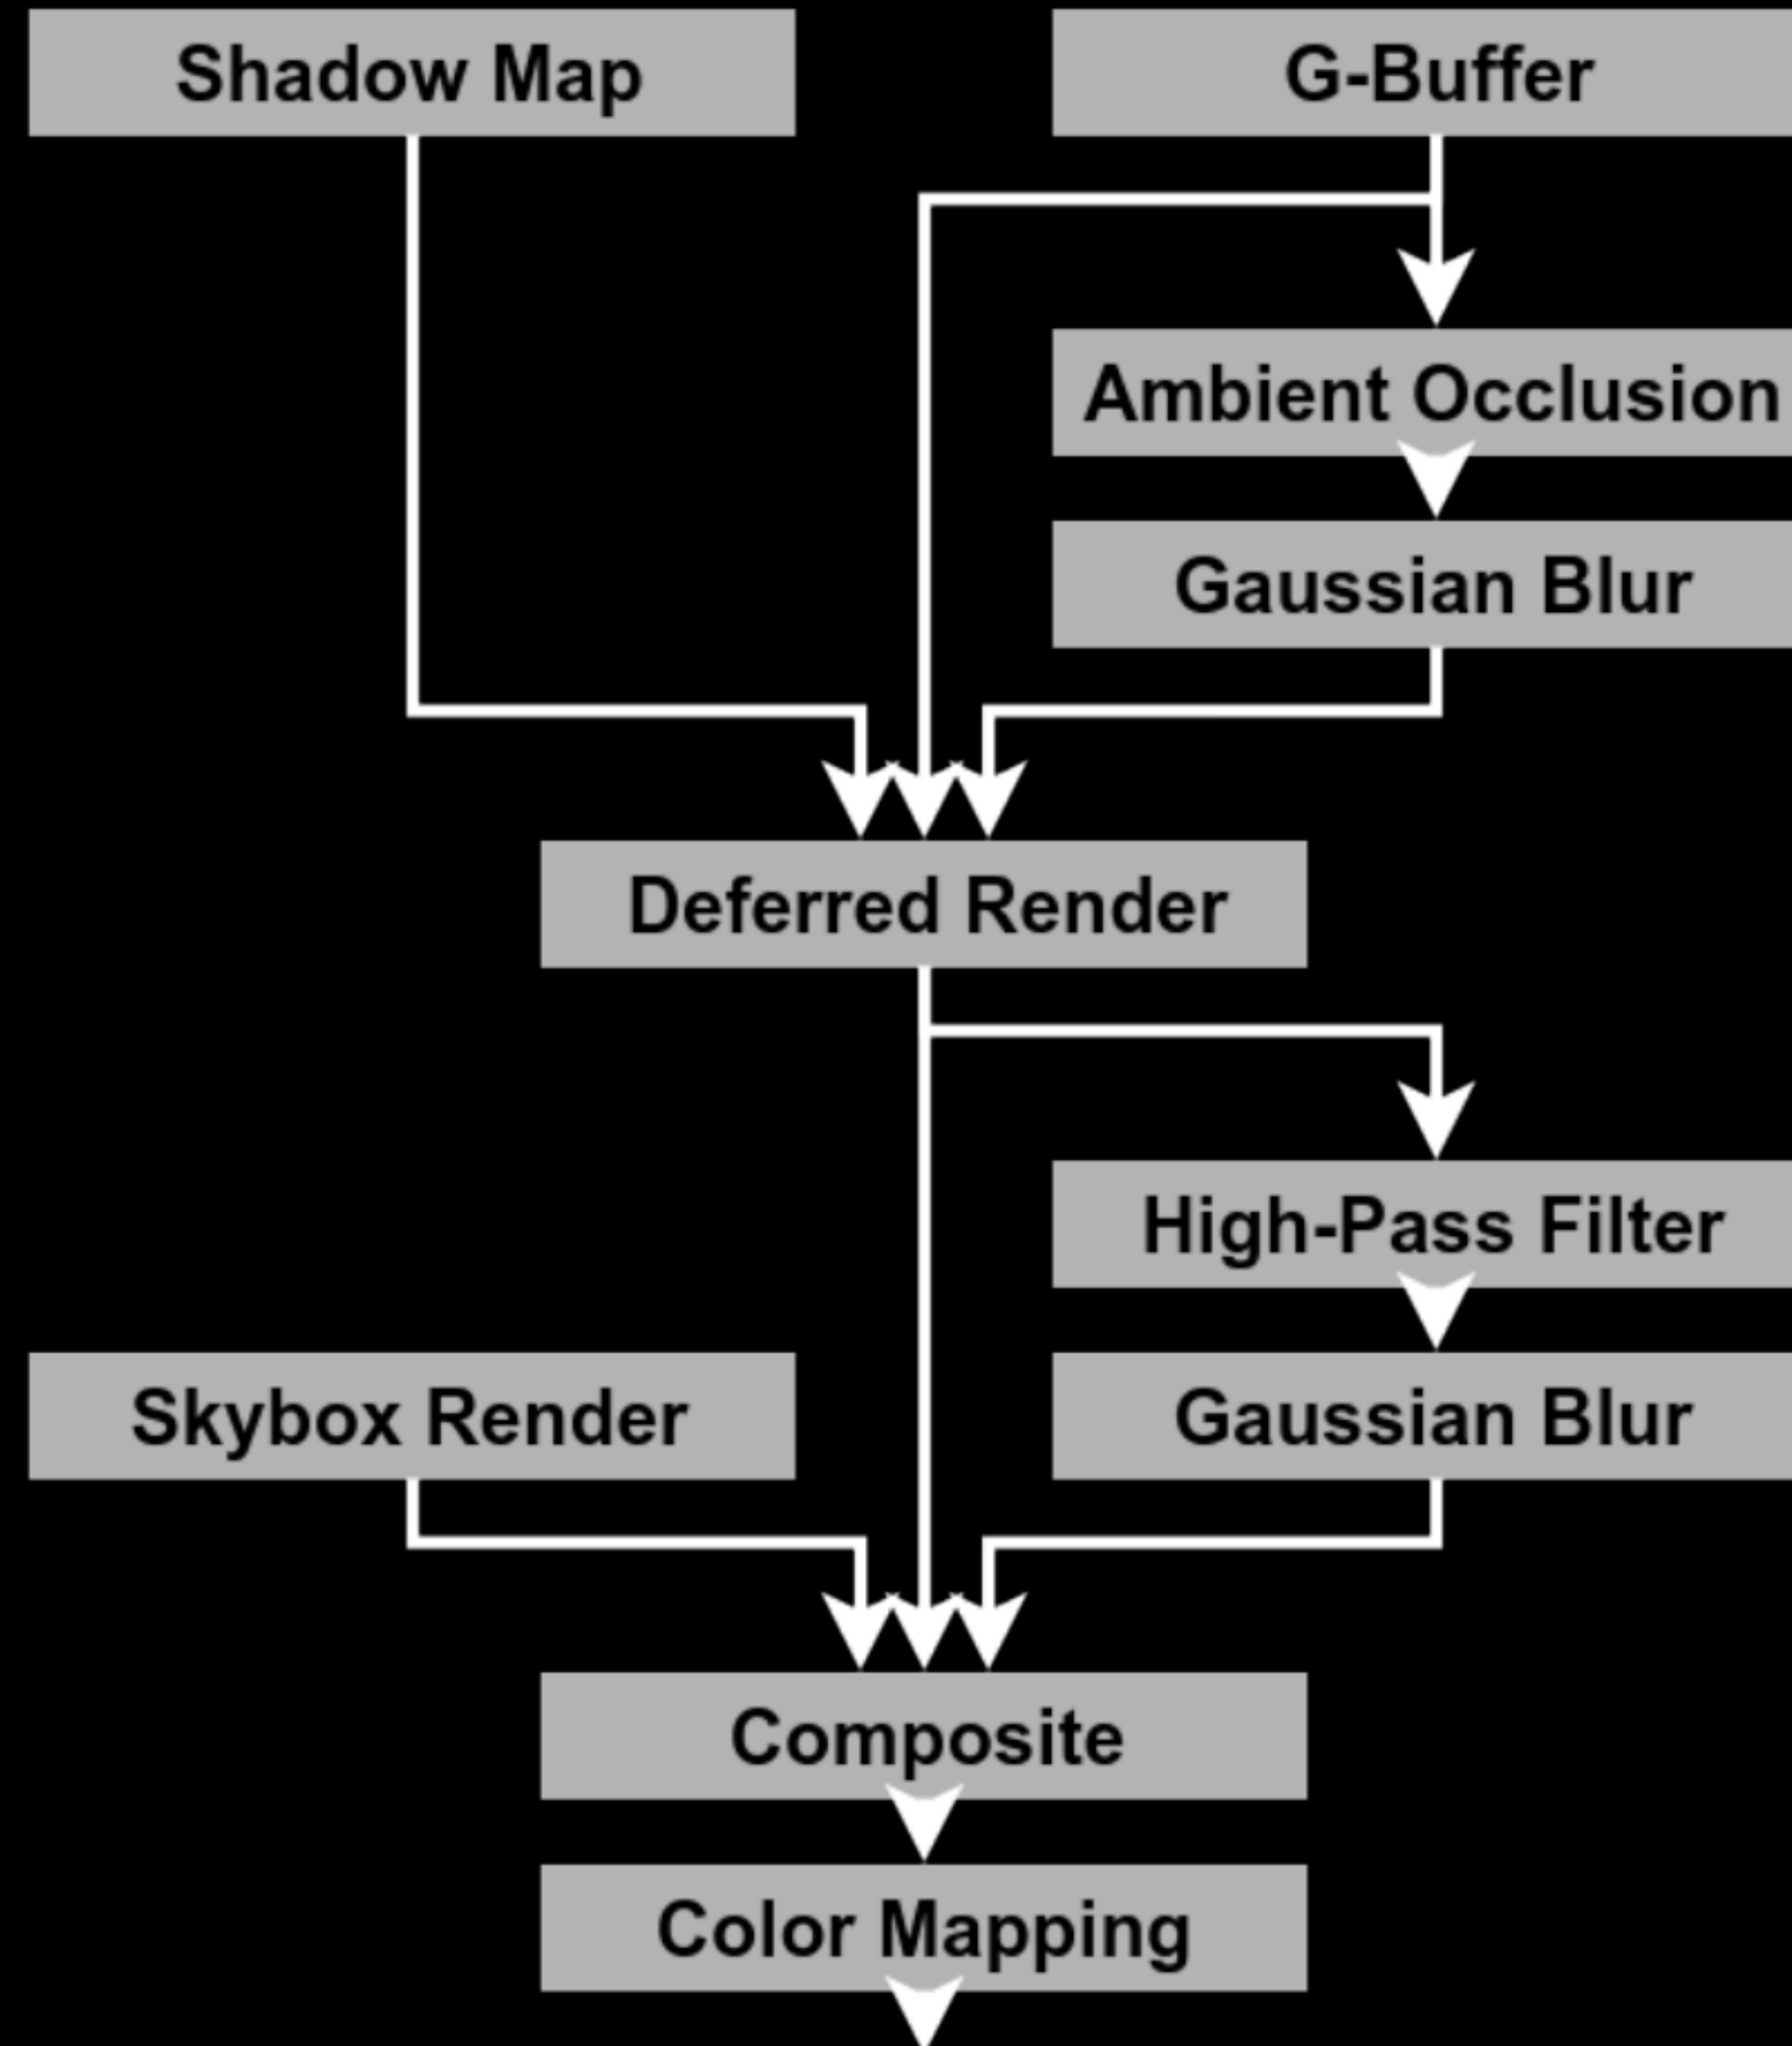 Shadow Map
G-Buffer
Ambient Occlusion
Gaussian Blur
Deferred Render
High-Pass Filter
Skybox Render
Gaussian Blur
Composite
Color Mapping